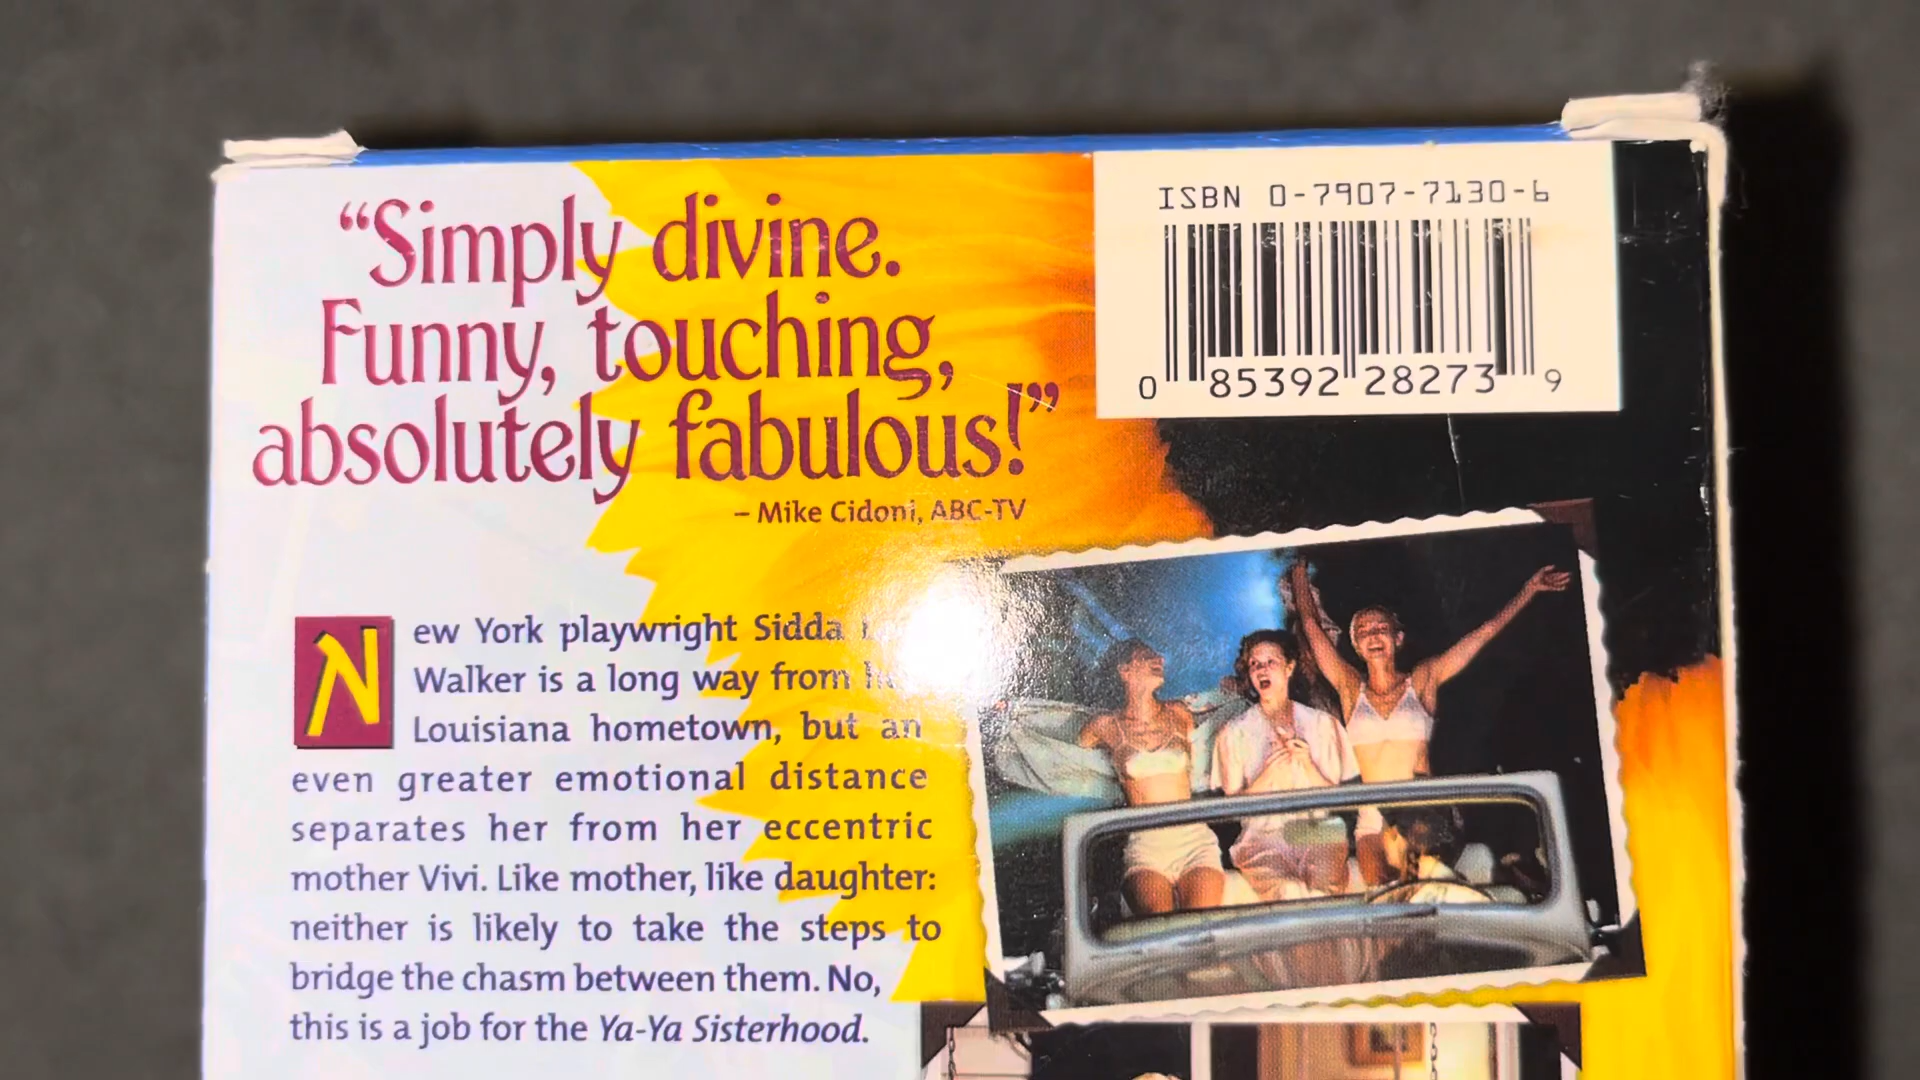 “Simply divine.
Funny, touching,
absolutely fabulous!”
– Mike Cidoni, ABC-TV
ISBN 0-7907-7130-6
0 85392 28273 9
New York playwright Sidda
Walker is a long way from
Louisiana hometown, but an
even greater emotional distance
separates her from her eccentric
mother Vivi. Like mother, like daughter:
neither is likely to take the steps to
bridge the chasm between them. No,
this is a job for the Ya-Ya Sisterhood.